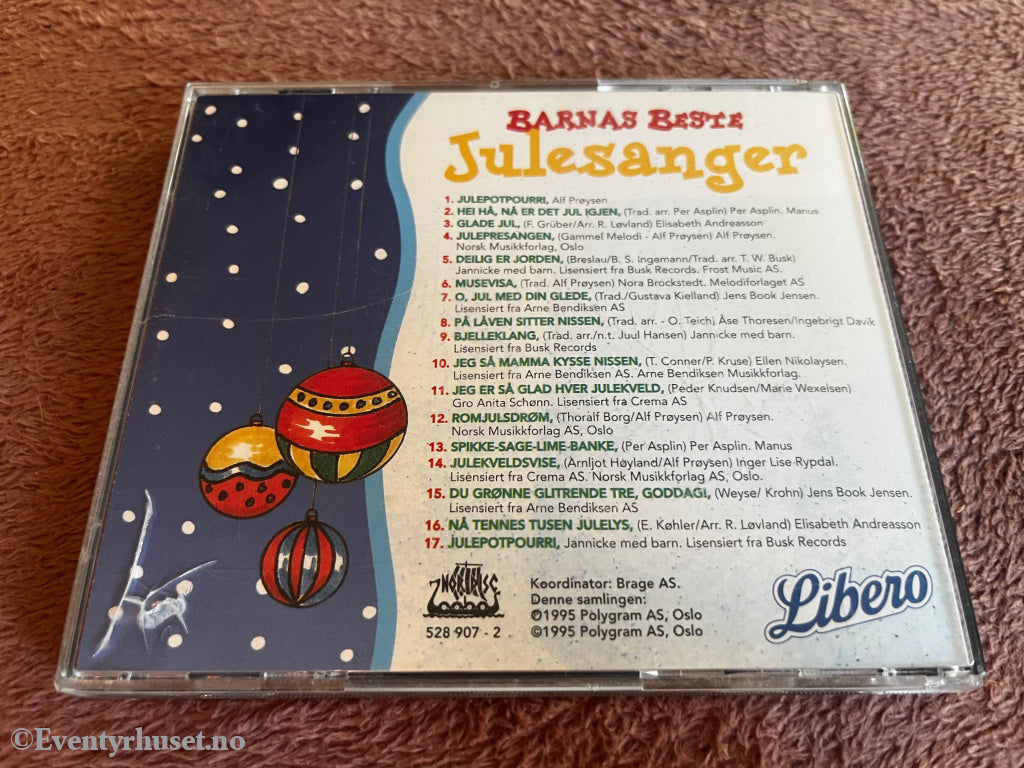 BARNAS BESTE
Julesanger
1. JULEPOTPOURRI, Alf Prøysen
2. HEI HÅ, NÅ ER DET JUL IGJEN, (Trad. arr. Per Asplin) Per Asplin. Manus
3. GLADE JUL, (F. Grüber/Arr. R. Løvland) Elisabeth Andreasson
4. JULEPRESANGEN, (Gammel Melodi - Alf Prøysen) Alf Prøysen.
Norsk Musikkforlag, Oslo
5. DEILIG ER JORDEN, (Breslau/B. S. Ingemann/Trad. arr. T. W. Busk)
Jannicke med barn. Lisensiert fra Busk Records. Frost Music AS.
6. MUSEVISA, (Trad. Alf Prøysen) Nora Brockstedt. Melodiforlaget AS
7. O, JUL MED DIN GLEDE, (Trad./Gustava Kielland) Jens Book Jensen.
Lisensiert fra Arne Bendiksen AS
8. PÅ LÅVEN SITTER NISSEN, (Trad. arr. - O. Teich) Åse Thoresen/Ingebrigt Davik
9. BJELLEKLANG, (Trad. arr./n.t. Juul Hansen) Jannicke med barn.
Lisensiert fra Busk Records
10. JEG SÅ MAMMA KYSSE NISSEN, (T. Conner/P. Kruse) Ellen Nikolaysen.
Lisensiert fra Arne Bendiksen AS. Arne Bendiksen Musikkforlag.
11. JEG ER SÅ GLAD HVER JULEKVELD, (Peder Knudsen/Marie Wexelsen)
Gro Anita Schønn. Lisensiert fra Crema AS
12. ROMJULSDRØM, (Thoralf Borg/Alf Prøysen) Alf Prøysen.
Norsk Musikkforlag AS, Oslo
13. SPIKKE-SAGE-LIME-BANKE, (Per Asplin) Per Asplin. Manus
14. JULEKVELDSVISE, (Årnljot Høyland/Alf Prøysen) Inger Lise Rypdal.
Lisensiert fra Crema AS. Norsk Musikkforlag AS, Oslo.
15. DU GRØNNE GLITRENDE TRE, GODDAG!, (Weyse/ Krohn) Jens Book Jensen.
Lisensiert fra Arne Bendiksen AS
16. NÅ TENNES TUSEN JULELYS, (E. Køhler/Arr. R. Løvland) Elisabeth Andreasson
17. JULEPOTPOURRI, Jannicke med barn. Lisensiert fra Busk Records
NORDISC
528 907 - 2
Koordinator: Brage AS.
Denne samlingen:
℗1995 Polygram AS, Oslo
©1995 Polygram AS, Oslo
Libero
©Eventyrhuset.no